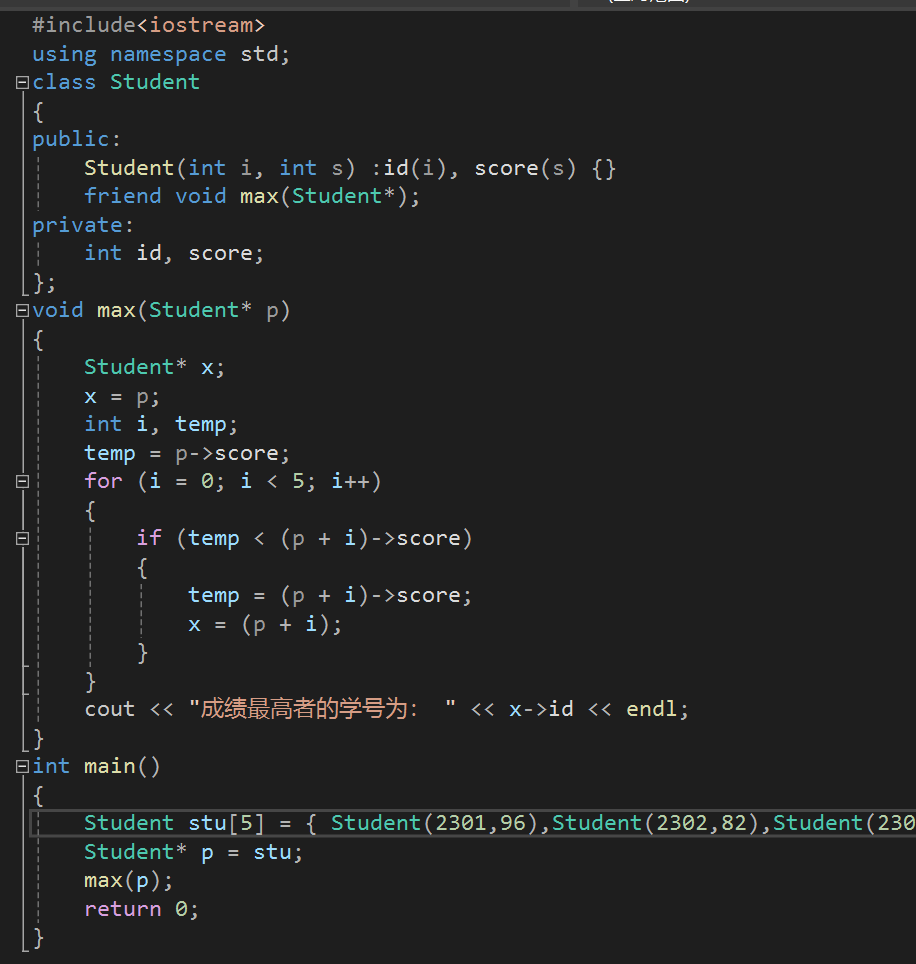 #include<iostream>
using namespace std;
class Student
{
public:
    Student(int i, int s) :id(i), score(s) {}
    friend void max(Student*);
private:
    int id, score;
};
void max(Student* p)
{
    Student* x;
    x = p;
    int i, temp;
    temp = p->score;
    for (i = 0; i < 5; i++)
    {
        if (temp < (p + i)->score)
        {
            temp = (p + i)->score;
            x = (p + i);
        }
    }
    cout << "成绩最高者的学号为： " << x->id << endl;
}
int main()
{
    Student stu[5] = { Student(2301,96),Student(2302,82),Student(230
    Student* p = stu;
    max(p);
    return 0;
}